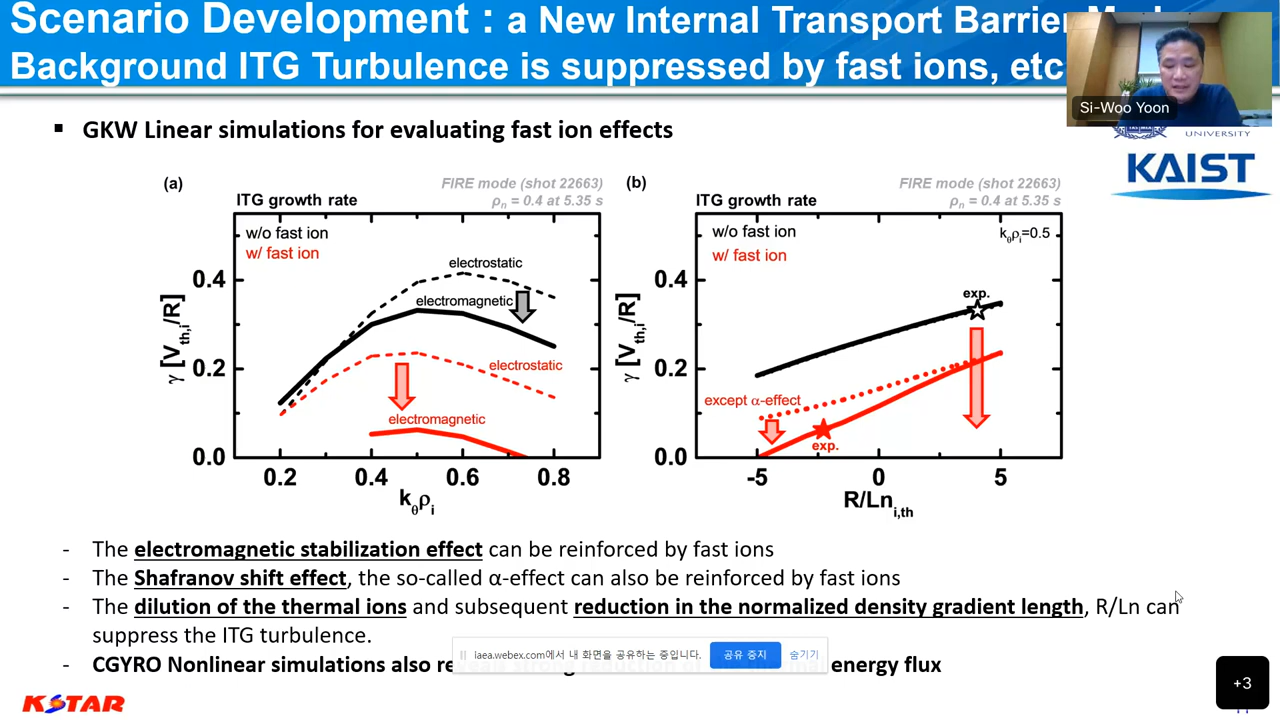 Scenario Development : a New Internal Transport Barrier
Background ITG Turbulence is suppressed by fast ions, etc
Si-Woo Yoon
UNIVERSITY
KAIST
▪ GKW Linear simulations for evaluating fast ion effects
(a)
ITG growth rate
FIRE mode (shot 22663)
ρn = 0.4 at 5.35 s
w/o fast ion
w/ fast ion
electrostatic
electromagnetic
electrostatic
electromagnetic
γ [Vth,i/R]
0.4
0.2
0.0
0.2 0.4 0.6 0.8
kθρi
(b)
ITG growth rate
FIRE mode (shot 22663)
ρn = 0.4 at 5.35 s
w/o fast ion
w/ fast ion
kθρi=0.5
exp.
except α-effect
exp.
γ [Vth,i/R]
0.4
0.2
0.0
-5 0 5
R/Lni,th
- The electromagnetic stabilization effect can be reinforced by fast ions
- The Shafranov shift effect, the so-called α-effect can also be reinforced by fast ions
- The dilution of the thermal ions and subsequent reduction in the normalized density gradient length, R/Ln can
suppress the ITG turbulence.
- CGYRO Nonlinear simulations also energy flux
iaea.webex.com에서 내 화면을 공유하는 중입니다. 공유 중지 숨기기
KSTAR
+3